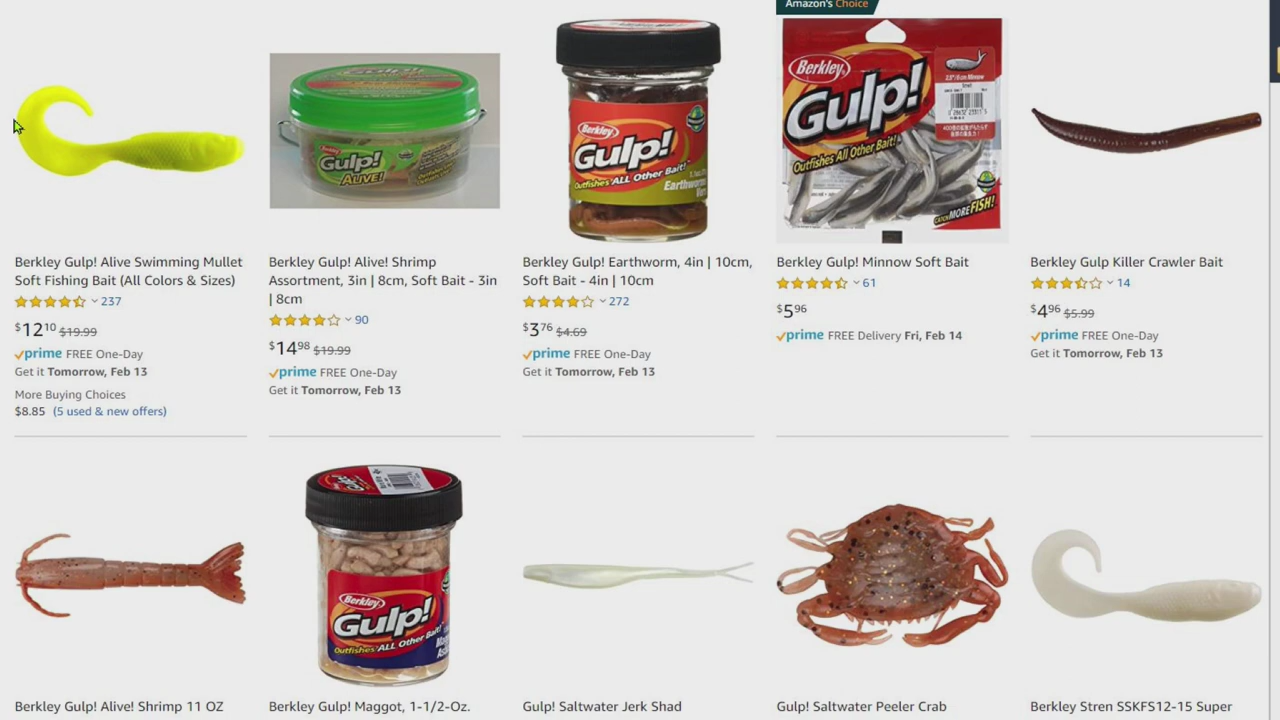 Amazon's Choice
Gulp!
Berkley
Gulp!
ALIVE!
Berkley
Gulp!
Outfishes ALL Other Bait!
Earthworm
Berkley
Gulp!
Outfishes All Other Bait!
CATCH MORE FISH!
Berkley Gulp! Alive Swimming Mullet
Soft Fishing Bait (All Colors & Sizes)
237
$12.10 $19.99
prime FREE One-Day
Get it Tomorrow, Feb 13
More Buying Choices
$8.85 (5 used & new offers)
Berkley Gulp! Alive! Shrimp
Assortment, 3in | 8cm, Soft Bait - 3in
| 8cm
90
$14.98 $19.99
prime FREE One-Day
Get it Tomorrow, Feb 13
Berkley Gulp! Earthworm, 4in | 10cm,
Soft Bait - 4in | 10cm
272
$3.76 $4.69
prime FREE One-Day
Get it Tomorrow, Feb 13
Berkley Gulp! Minnow Soft Bait
61
$5.96
prime FREE Delivery Fri, Feb 14
Berkley Gulp Killer Crawler Bait
14
$4.96 $5.99
prime FREE One-Day
Get it Tomorrow, Feb 13
Berkley
Gulp!
Outfishes ALL Other Bait!
Berkley Gulp! Alive! Shrimp 11 OZ
Berkley Gulp! Maggot, 1-1/2-Oz.
Gulp! Saltwater Jerk Shad
Gulp! Saltwater Peeler Crab
Berkley Stren SSKFS12-15 Super